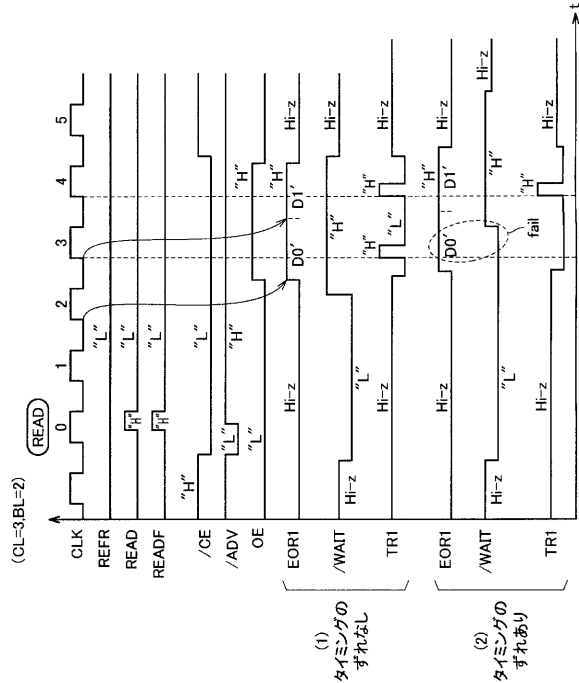 (CL=3,BL=2)
READ
0 1 2 3 4 5
CLK
REFR "L"
READ "H" "L"
READF "H" "L"
/CE "H" "L"
/ADV "L" "H"
OE "L" "H"
(1)
タイミングの
ずれなし
EOR1 Hi-z D0' D1' "H" Hi-z
/WAIT Hi-z "L" "H" Hi-z
TR1 Hi-z "H" "L" "H" Hi-z
(2)
タイミングの
ずれあり
EOR1 Hi-z D0' D1' "H" Hi-z
/WAIT Hi-z "L" "H" Hi-z
fail
TR1 Hi-z "H" Hi-z
t